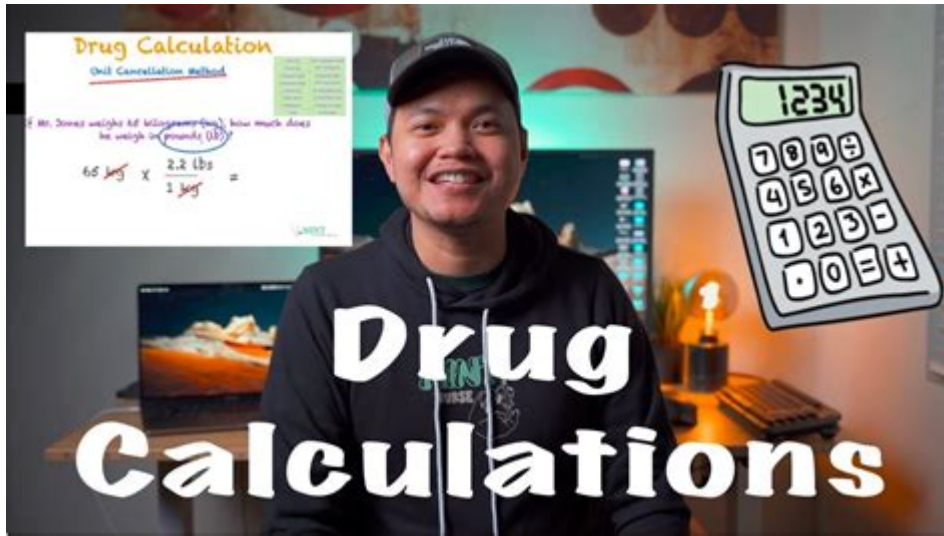 Drug Calculation
Unit Cancellation Method
Mr. Jones weighs 65 kilograms (kg), how much does
he weigh in pounds (lb)?
65 kg x 2.2 lbs
1 kg =
1234
7 8 9 ÷
4 5 6 x
1 2 3 -
. 0 = +
NURSE
Drug
Calculations